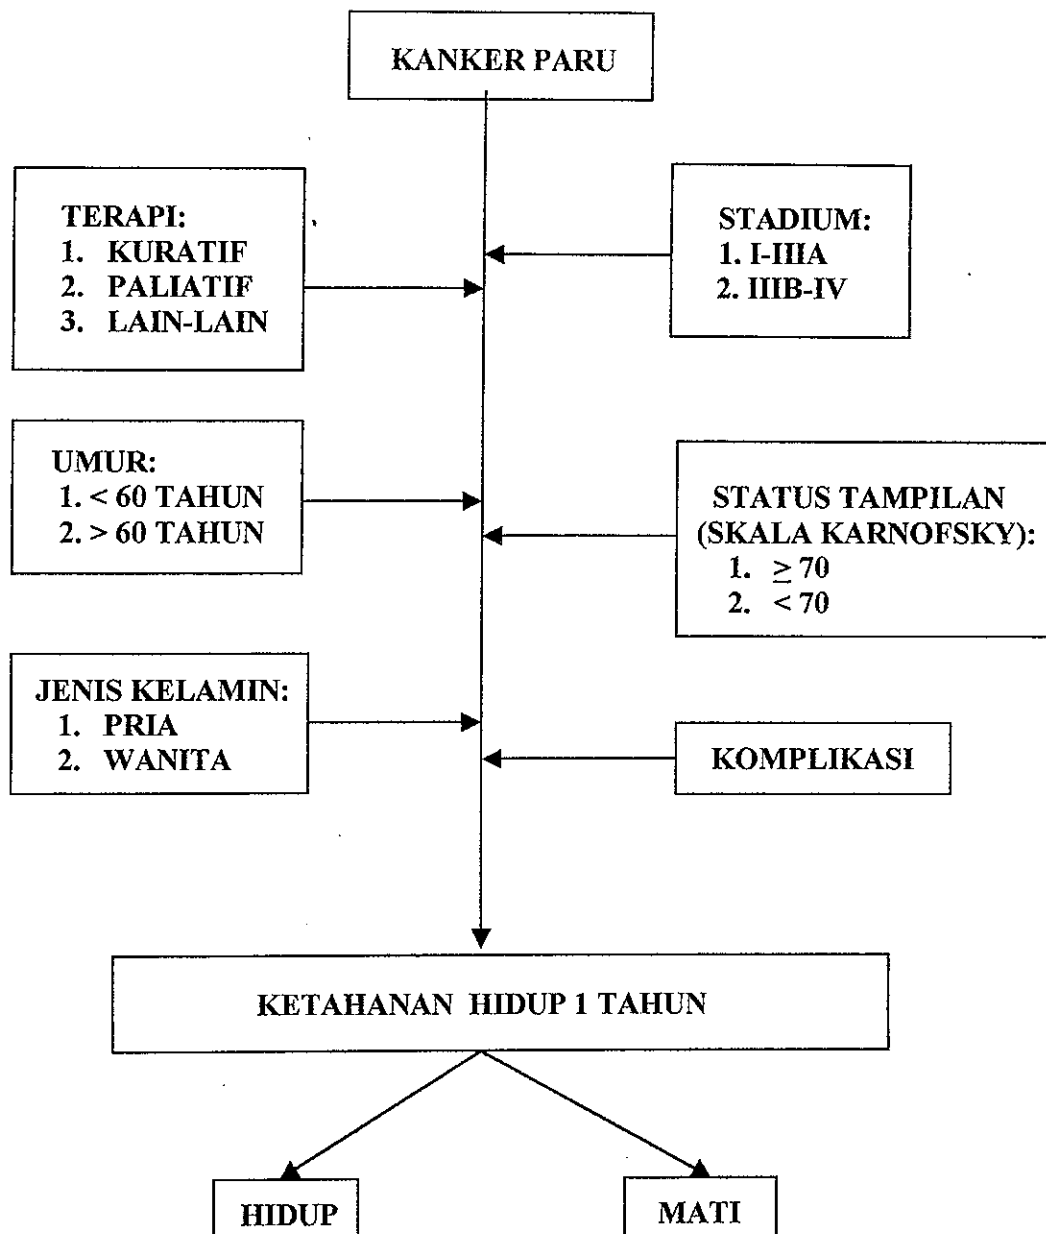 KANKER PARU
TERAPI:
1. KURATIF
2. PALIATIF
3. LAIN-LAIN
STADIUM:
1. I-IIIA
2. IIIB-IV
UMUR:
1. < 60 TAHUN
2. > 60 TAHUN
STATUS TAMPILAN
(SKALA KARNOFSKY):
1. ≥ 70
2. < 70
JENIS KELAMIN:
1. PRIA
2. WANITA
KOMPLIKASI
KETAHANAN HIDUP 1 TAHUN
HIDUP
MATI